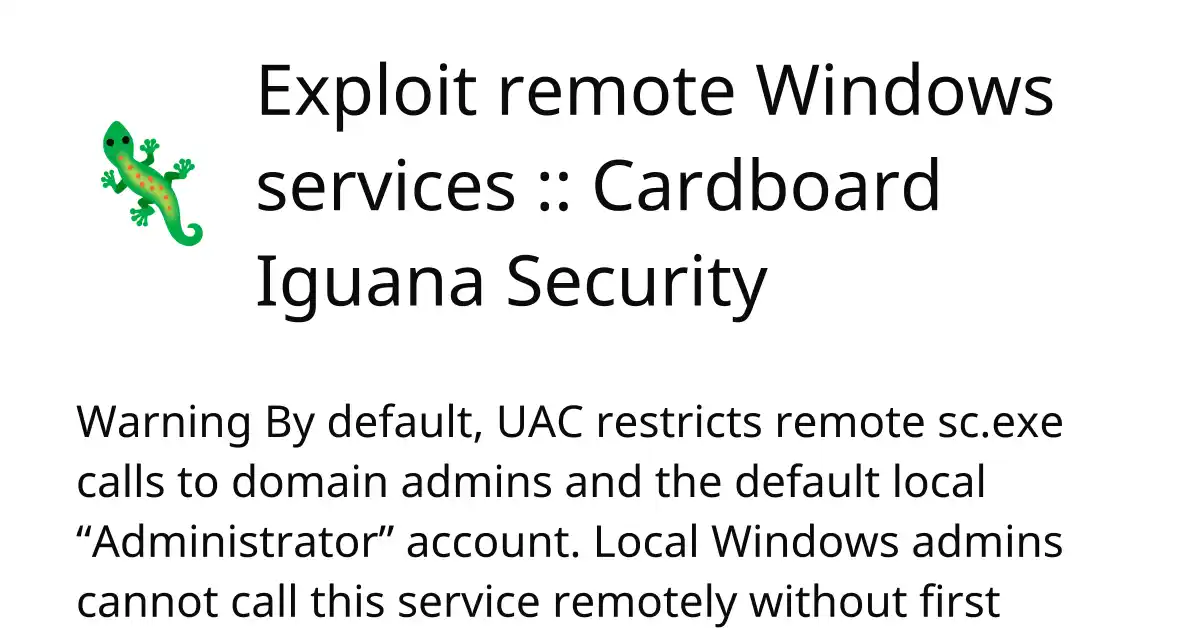 Exploit remote Windows
services :: Cardboard
Iguana Security
Warning By default, UAC restricts remote sc.exe
calls to domain admins and the default local
“Administrator” account. Local Windows admins
cannot call this service remotely without first